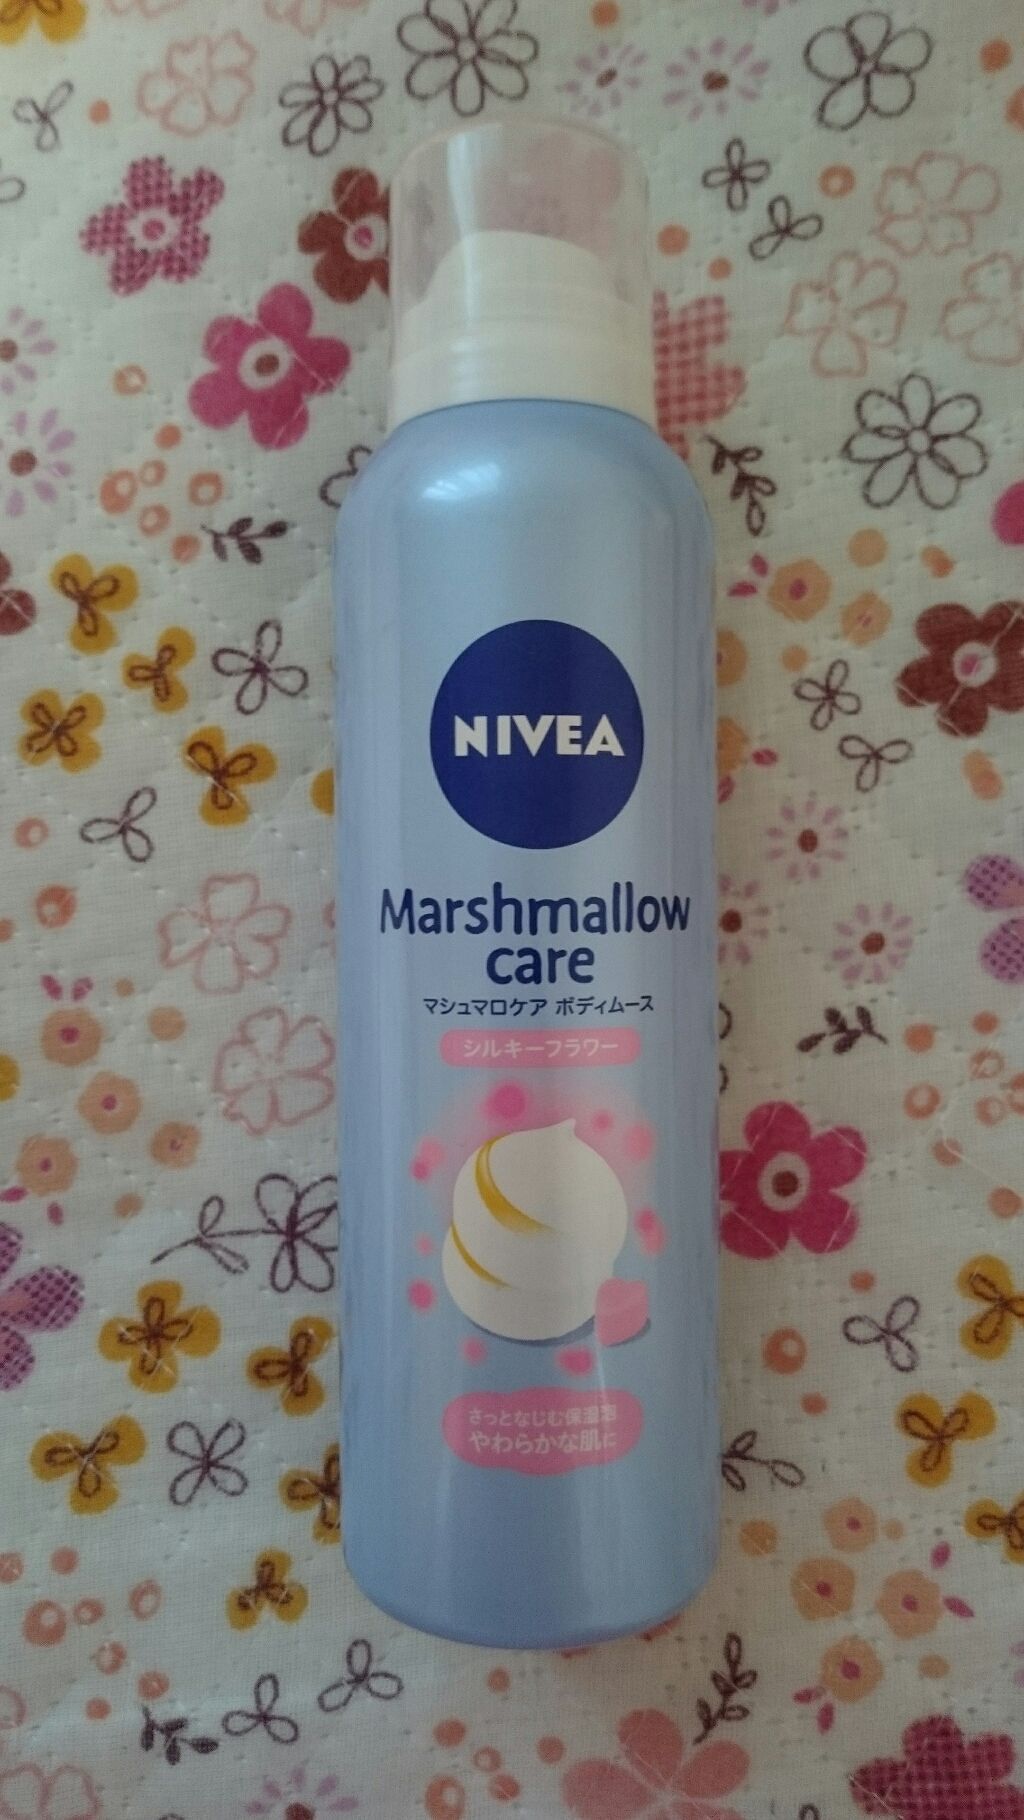 NIVEA
Marshmallow
care
マシュマロケア ボディムース
シルキーフラワー
さっとなじむ保湿泡
やわらかな肌に